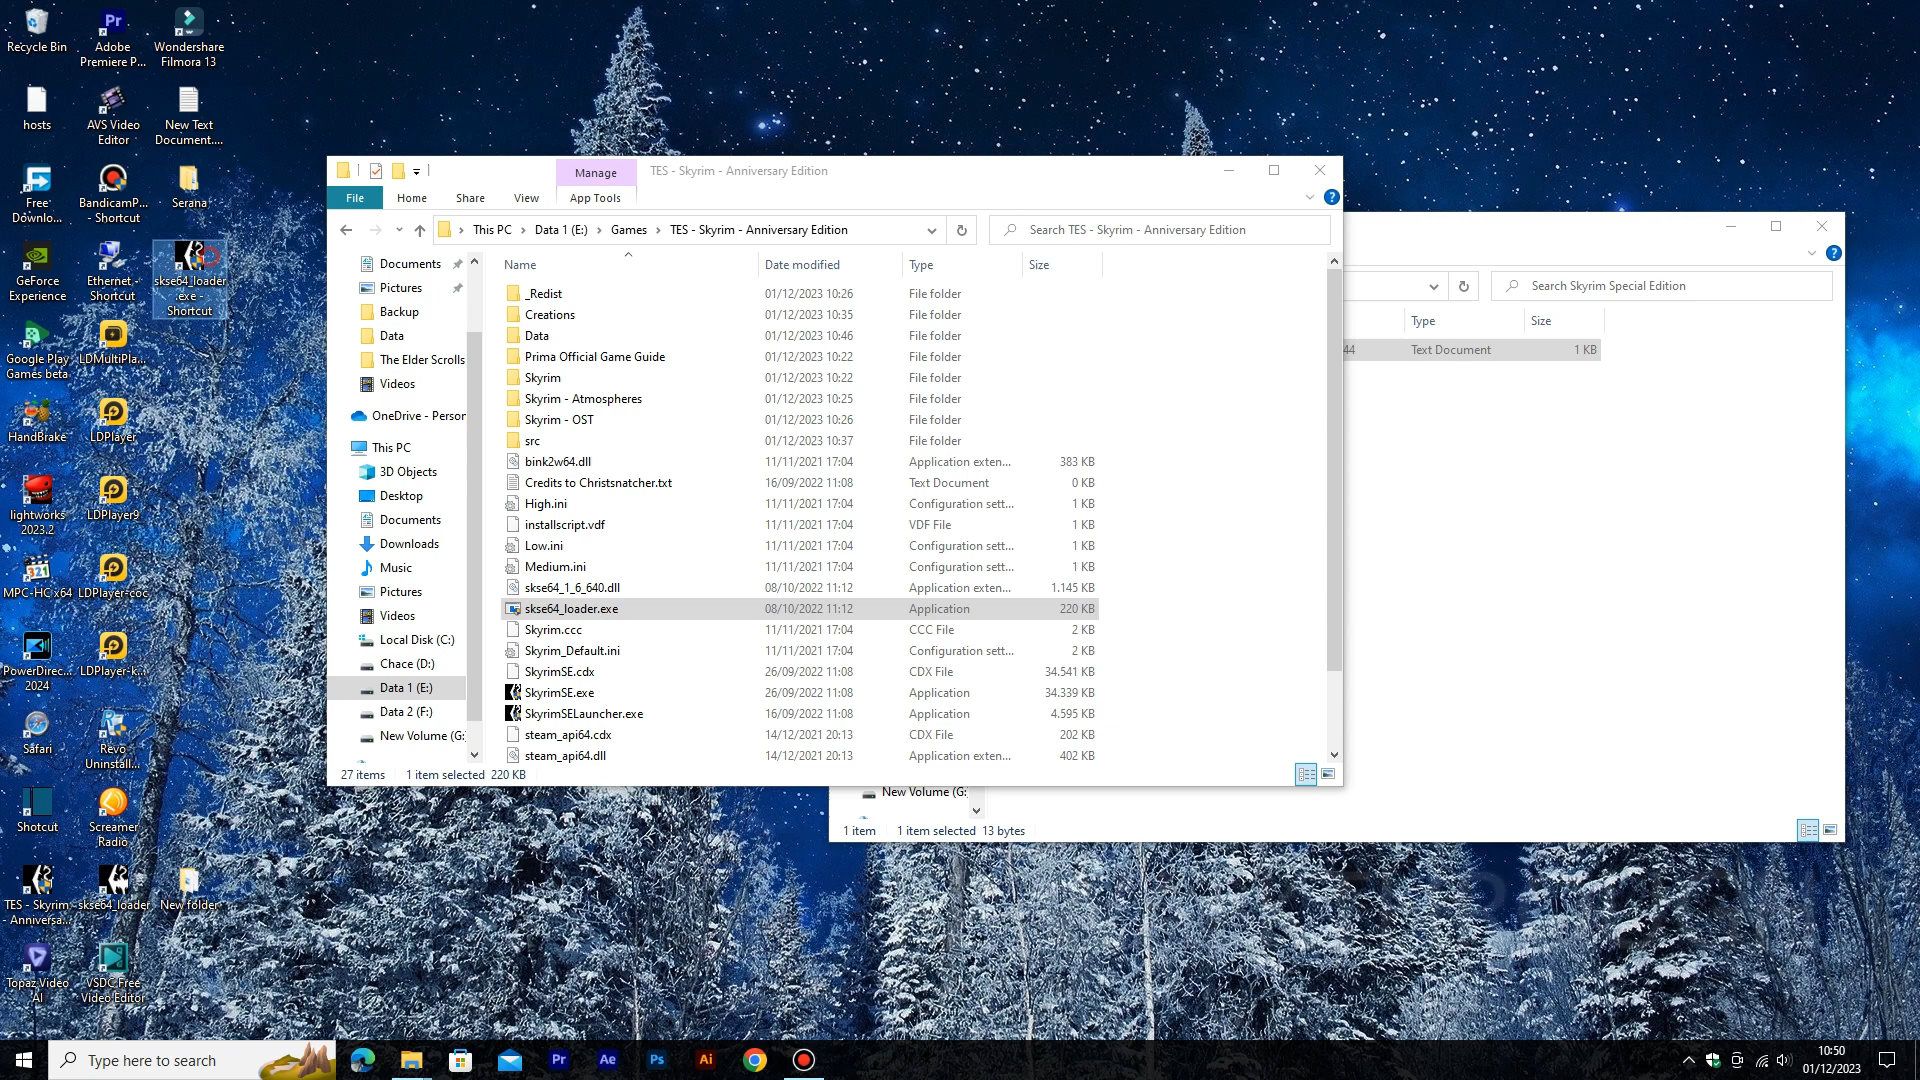 Recycle Bin
Adobe
Premiere P...
Wondershare
Filmora 13
hosts
AVS Video
Editor
New Text
Document....
Free
Downlo...
BandicamP...
- Shortcut
Serana
GeForce
Experience
Ethernet -
Shortcut
skse64_loader
.exe -
Shortcut
Google Play
Games beta
LDMultiPla...
HandBrake
LDPlayer
lightworks
2023.2
LDPlayer9
MPC-HC x64
LDPlayer-coc
PowerDirec...
2024
LDPlayer-k...
Safari
Revo
Uninstall...
Shotcut
Screamer
Radio
TES - Skyrim
- Anniversa...
skse64_loader
New folder
Topaz Video
AI
VSDC Free
Video Editor
Manage
TES - Skyrim - Anniversary Edition
File
Home
Share
View
App Tools
This PC
Data 1 (E:)
Games
TES - Skyrim - Anniversary Edition
Search TES - Skyrim - Anniversary Edition
Documents
Pictures
Backup
Data
The Elder Scrolls
Videos
OneDrive - Person
This PC
3D Objects
Desktop
Documents
Downloads
Music
Pictures
Videos
Local Disk (C:)
Chace (D:)
Data 1 (E:)
Data 2 (F:)
New Volume (G:
Name Date modified Type Size
_Redist 01/12/2023 10:26 File folder
Creations 01/12/2023 10:35 File folder
Data 01/12/2023 10:46 File folder
Prima Official Game Guide 01/12/2023 10:22 File folder
Skyrim 01/12/2023 10:22 File folder
Skyrim - Atmospheres 01/12/2023 10:25 File folder
Skyrim - OST 01/12/2023 10:26 File folder
src 01/12/2023 10:37 File folder
bink2w64.dll 11/11/2021 17:04 Application exten... 383 KB
Credits to Christsnatcher.txt 16/09/2022 11:08 Text Document 0 KB
High.ini 11/11/2021 17:04 Configuration sett... 1 KB
installscript.vdf 11/11/2021 17:04 VDF File 1 KB
Low.ini 11/11/2021 17:04 Configuration sett... 1 KB
Medium.ini 11/11/2021 17:04 Configuration sett... 1 KB
skse64_1_6_640.dll 08/10/2022 11:12 Application exten... 1.145 KB
skse64_loader.exe 08/10/2022 11:12 Application 220 KB
Skyrim.ccc 11/11/2021 17:04 CCC File 2 KB
Skyrim_Default.ini 11/11/2021 17:04 Configuration sett... 2 KB
SkyrimSE.cdx 26/09/2022 11:08 CDX File 34.541 KB
SkyrimSE.exe 26/09/2022 11:08 Application 34.339 KB
SkyrimSELauncher.exe 16/09/2022 11:08 Application 4.595 KB
steam_api64.cdx 14/12/2021 20:13 CDX File 202 KB
steam_api64.dll 14/12/2021 20:13 Application exten... 402 KB
27 items 1 item selected 220 KB
Search Skyrim Special Edition
Type Size
44 Text Document 1 KB
New Volume (G:
1 item 1 item selected 13 bytes
Type here to search
Pr
Ae
Ps
Ai
10:50
01/12/2023